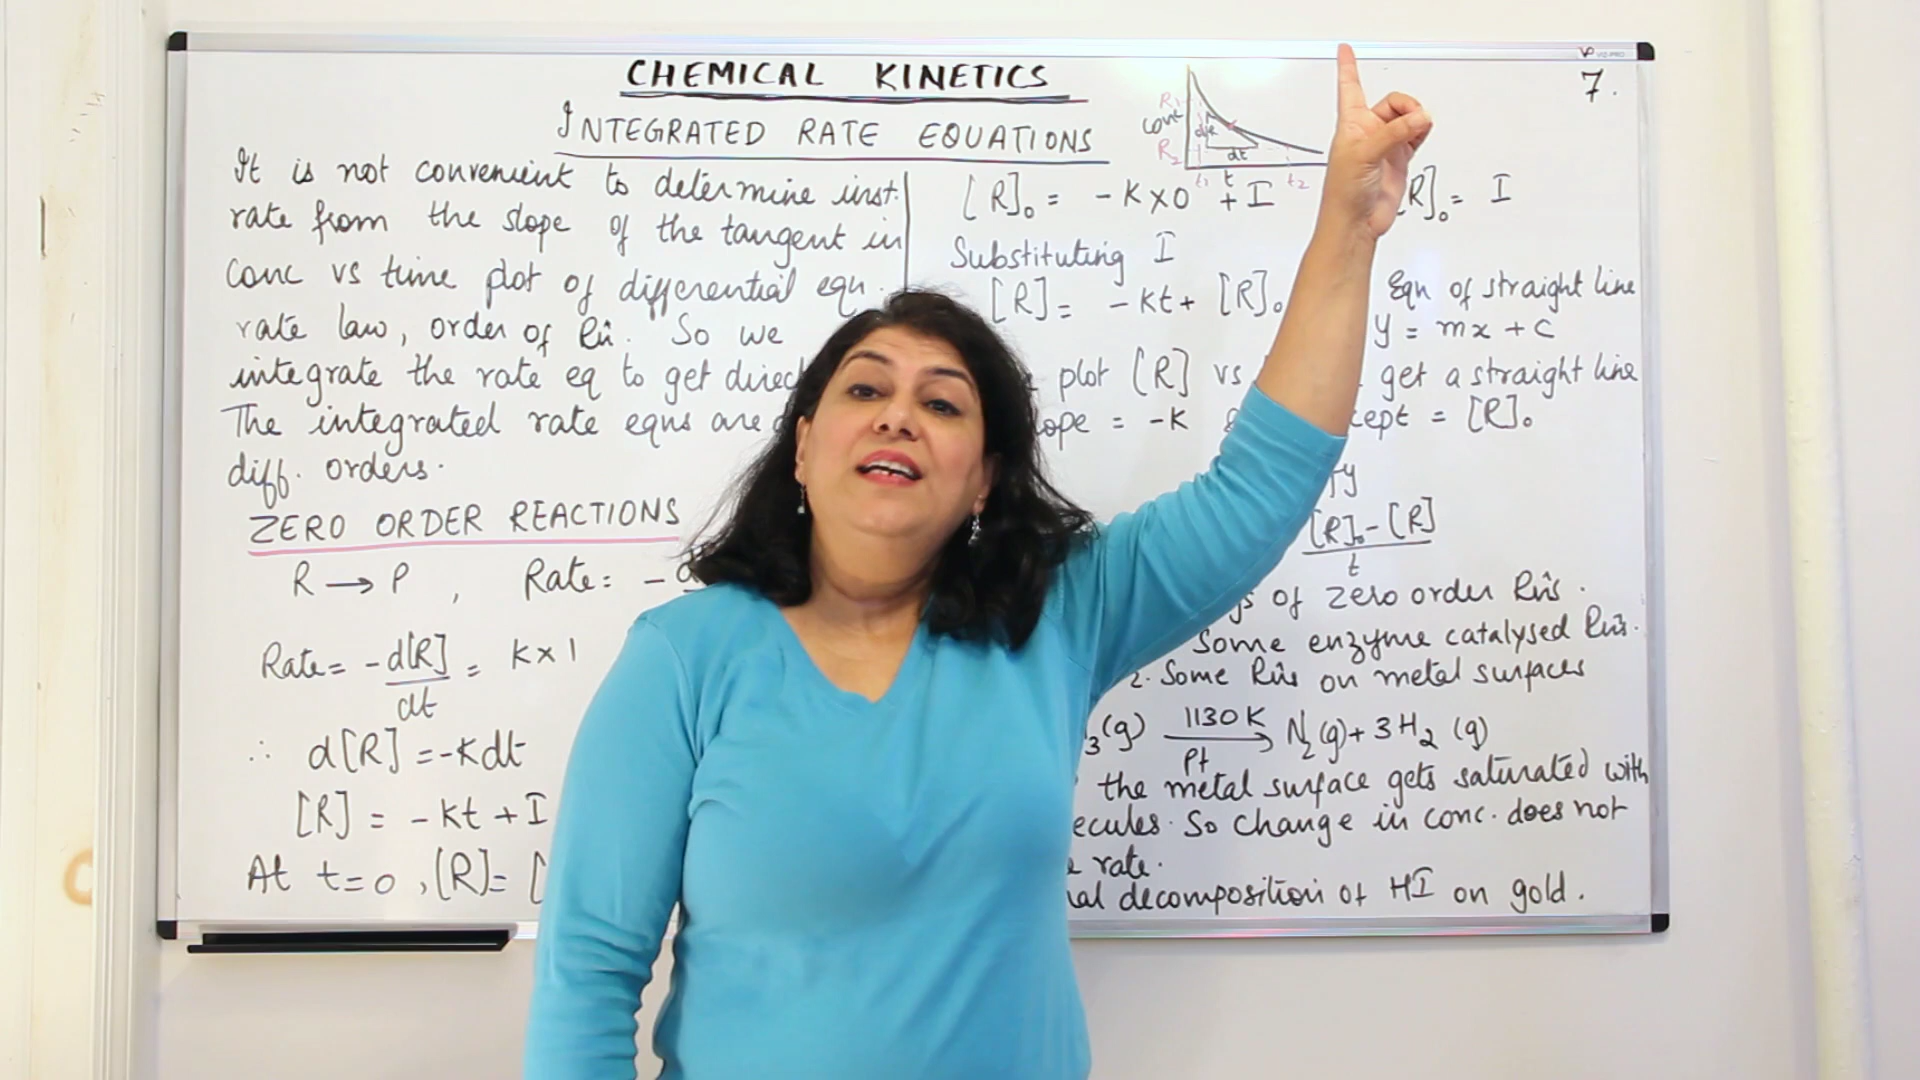 CHEMICAL KINETICS
INTEGRATED RATE EQUATIONS
7.
It is not convenient to determine inst.
rate from the slope of the tangent in
conc vs time plot of differential eqn.
rate law, order of Rn. So we
integrate the rate eq to get
The integrated rate eqns are
diff. orders.
ZERO ORDER REACTIONS
R → P , Rate = -
Rate = -d[R]/dt = K × 1
∴ d[R] = -Kdt
[R] = -Kt + I
At t=0 , [R] = [
R₁
Conc
R₂
dt
t₁ t t₂
[R]₀ = -K×0 + I
[R]₀ = I
Substituting I
[R] = -Kt + [R]₀
Eqn of straight line
y = mx + c
plot [R] vs get a straight line
= -K = [R]₀
[R]₀ - [R]/t
of zero order Rns.
Some enzyme catalysed Rns.
2. Some Rns on metal surfaces
₃(g) 1130K → Pt N₂(g) + 3H₂ (g)
the metal surface gets saturated with
So change in conc. does not
rate.
decomposition of HI on gold.